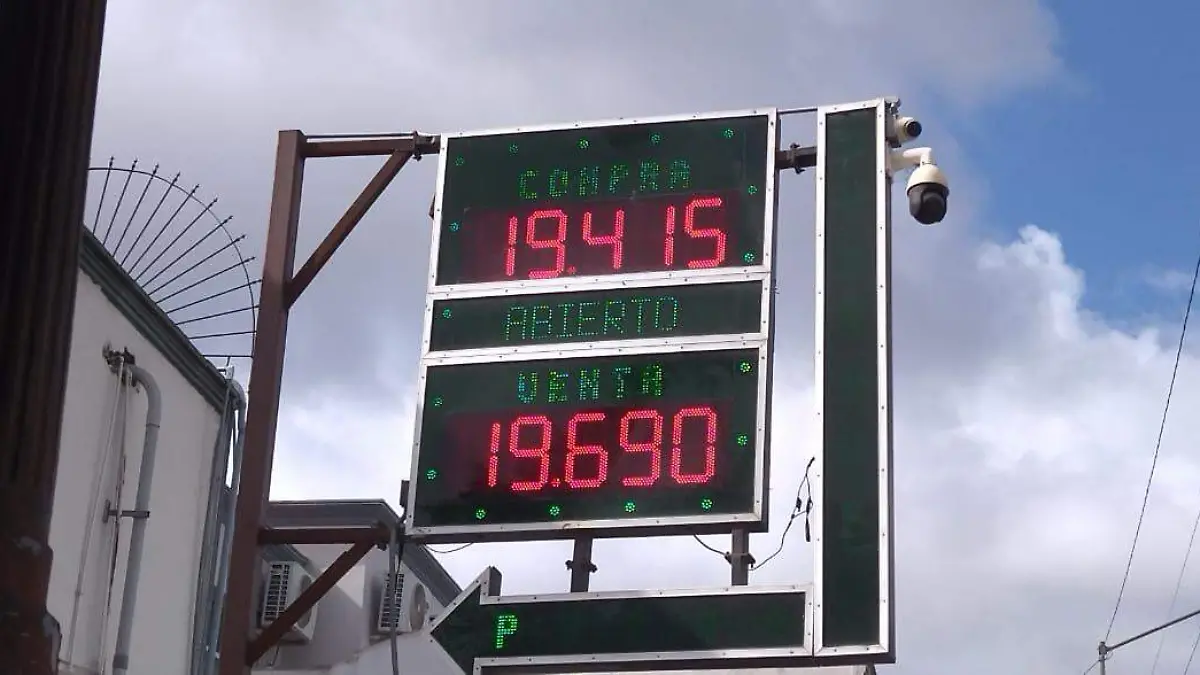 COMPRA
19.415
ABIERTO
VENTA
19.690
P